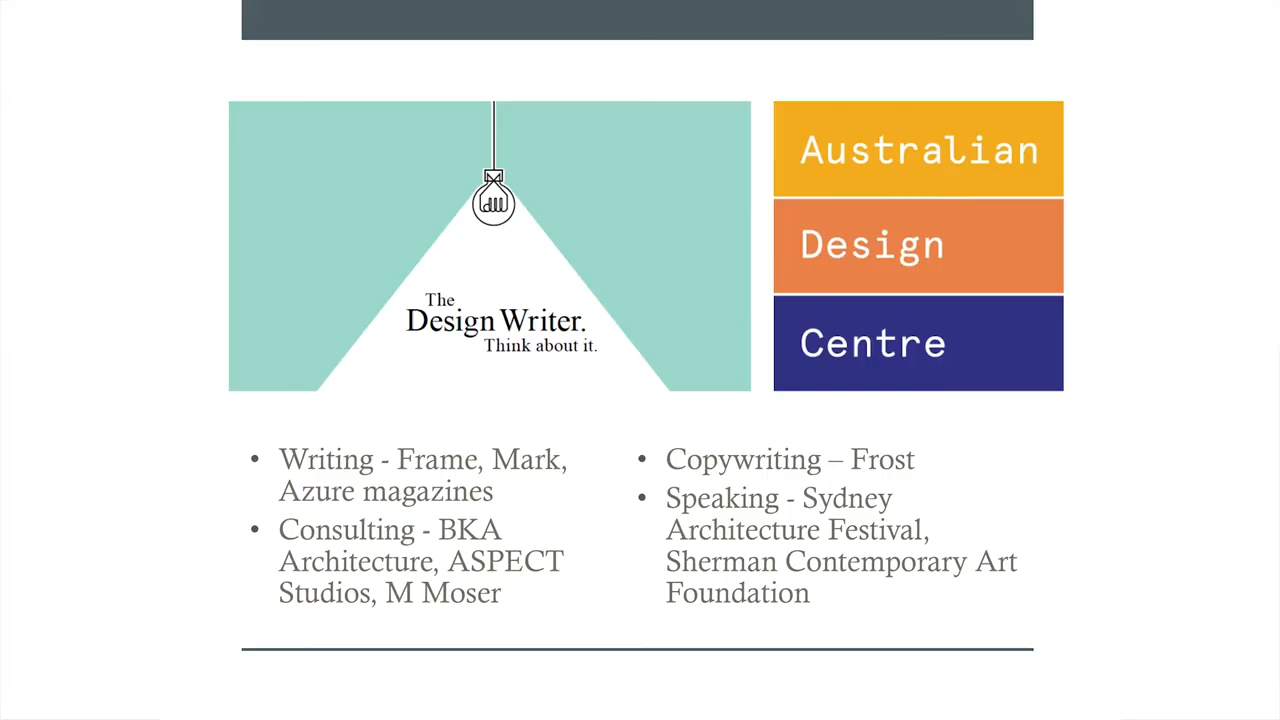 The
Design Writer.
Think about it.
Australian
Design
Centre
• Writing - Frame, Mark,
Azure magazines
• Consulting - BKA
Architecture, ASPECT
Studios, M Moser
• Copywriting – Frost
• Speaking - Sydney
Architecture Festival,
Sherman Contemporary Art
Foundation